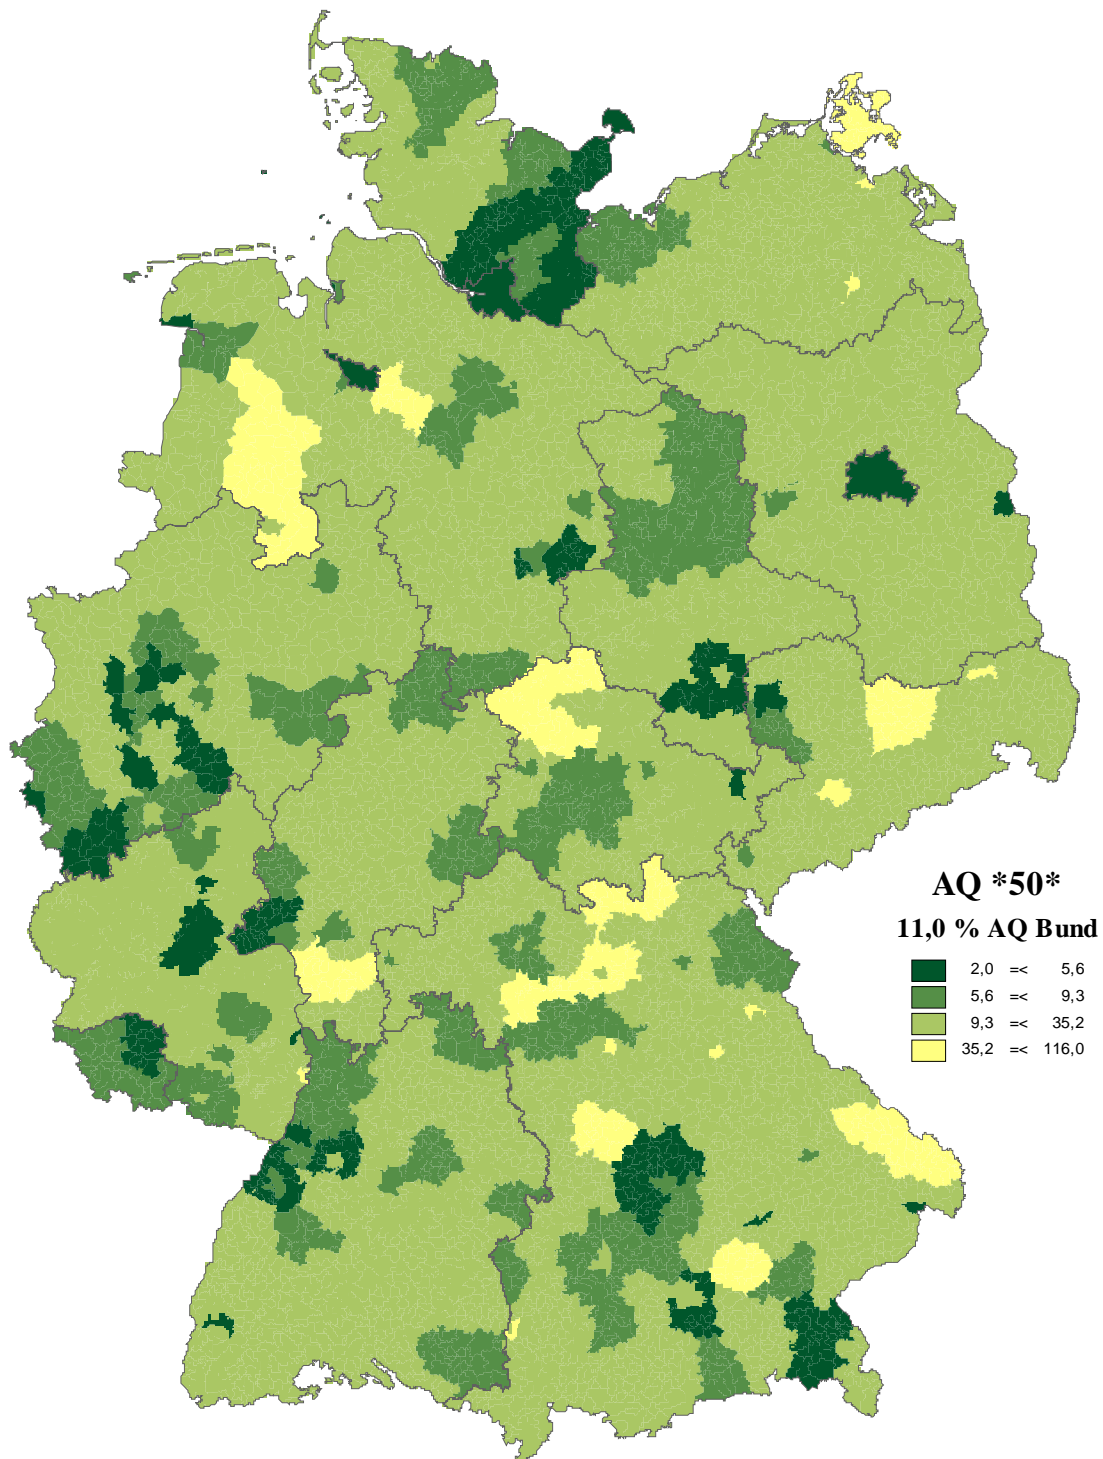 AQ *50*
11,0 % AQ Bund
2,0 =< 5,6
5,6 =< 9,3
9,3 =< 35,2
35,2 =< 116,0